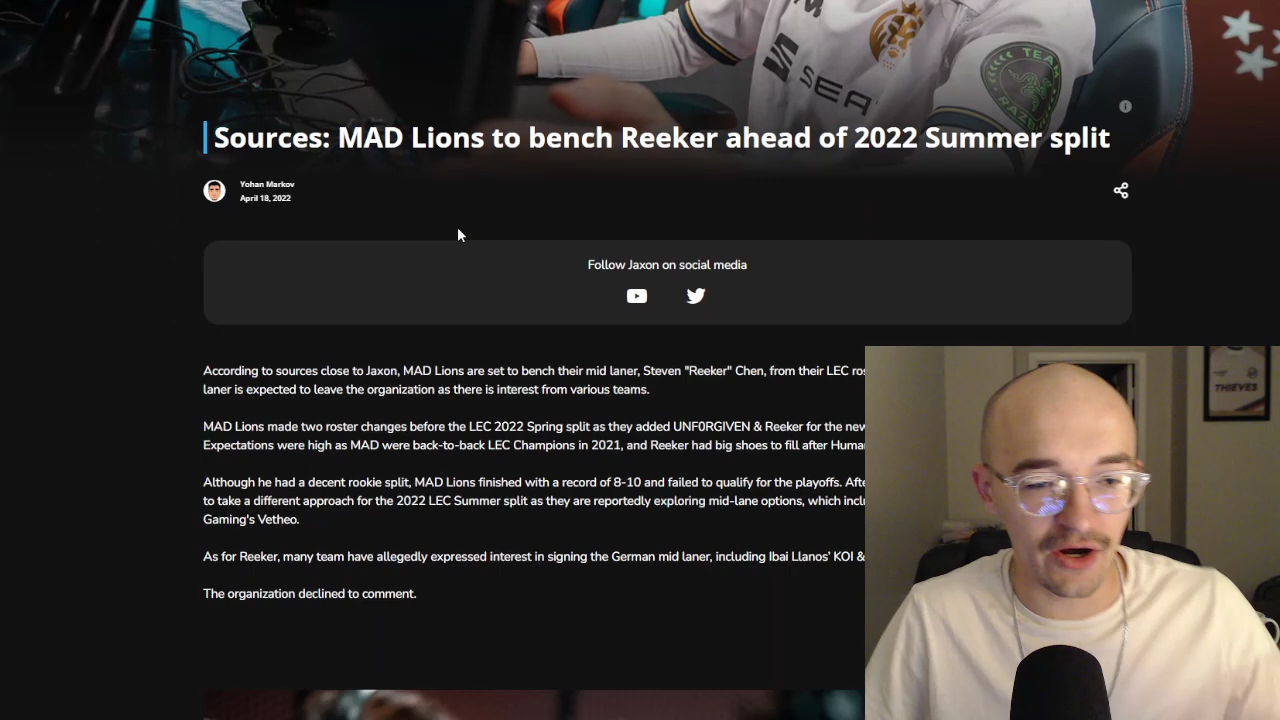 SEA
TEAM
RAZER
Sources: MAD Lions to bench Reeker ahead of 2022 Summer split
Yohan Markov
April 18, 2022
Follow Jaxon on social media
According to sources close to Jaxon, MAD Lions are set to bench their mid laner, Steven "Reeker" Chen, from their LEC ros
laner is expected to leave the organization as there is interest from various teams.
MAD Lions made two roster changes before the LEC 2022 Spring split as they added UNF0RGIVEN & Reeker for the new
Expectations were high as MAD were back-to-back LEC Champions in 2021, and Reeker had big shoes to fill after Huma
Although he had a decent rookie split, MAD Lions finished with a record of 8-10 and failed to qualify for the playoffs. Afte
to take a different approach for the 2022 LEC Summer split as they are reportedly exploring mid-lane options, which inclu
Gaming's Vetheo.
As for Reeker, many team have allegedly expressed interest in signing the German mid laner, including Ibai Llanos' KOI &
The organization declined to comment.
THIEVES